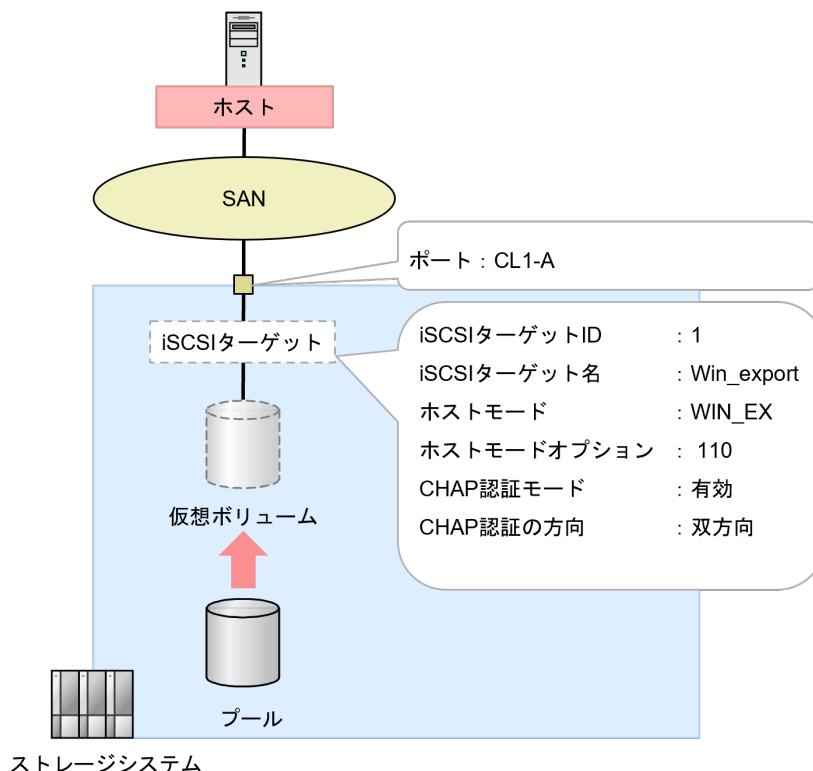 ホスト
SAN
ポート：CL1-A
iSCSIターゲット
iSCSIターゲットID ：1
iSCSIターゲット名 ：Win_export
ホストモード ：WIN_EX
ホストモードオプション ： 110
CHAP認証モード ：有効
CHAP認証の方向 ：双方向
仮想ボリューム
プール
ストレージシステム